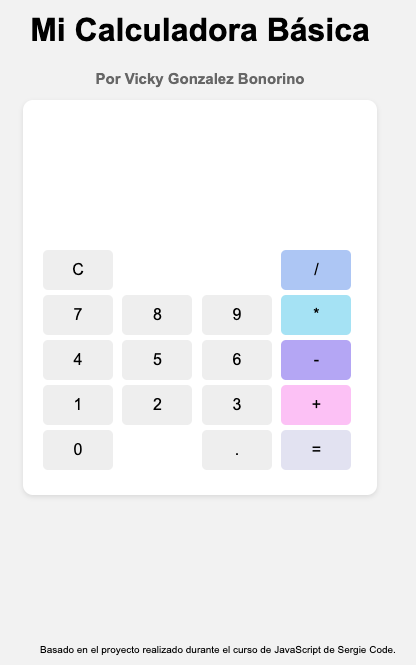 Mi Calculadora Básica
Por Vicky Gonzalez Bonorino
C /
7 8 9 *
4 5 6 -
1 2 3 +
0 . =
Basado en el proyecto realizado durante el curso de JavaScript de Sergie Code.